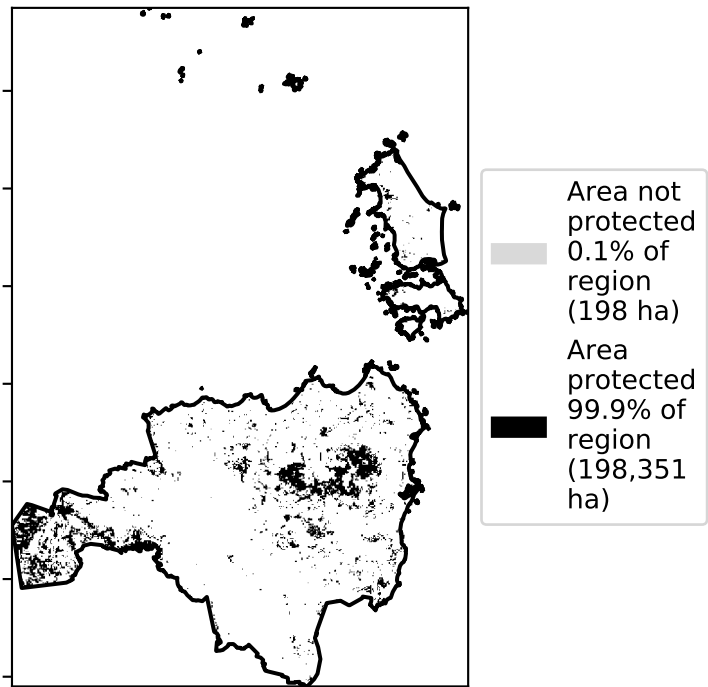 Area not
protected
0.1% of
region
(198 ha)
Area
protected
99.9% of
region
(198,351
ha)